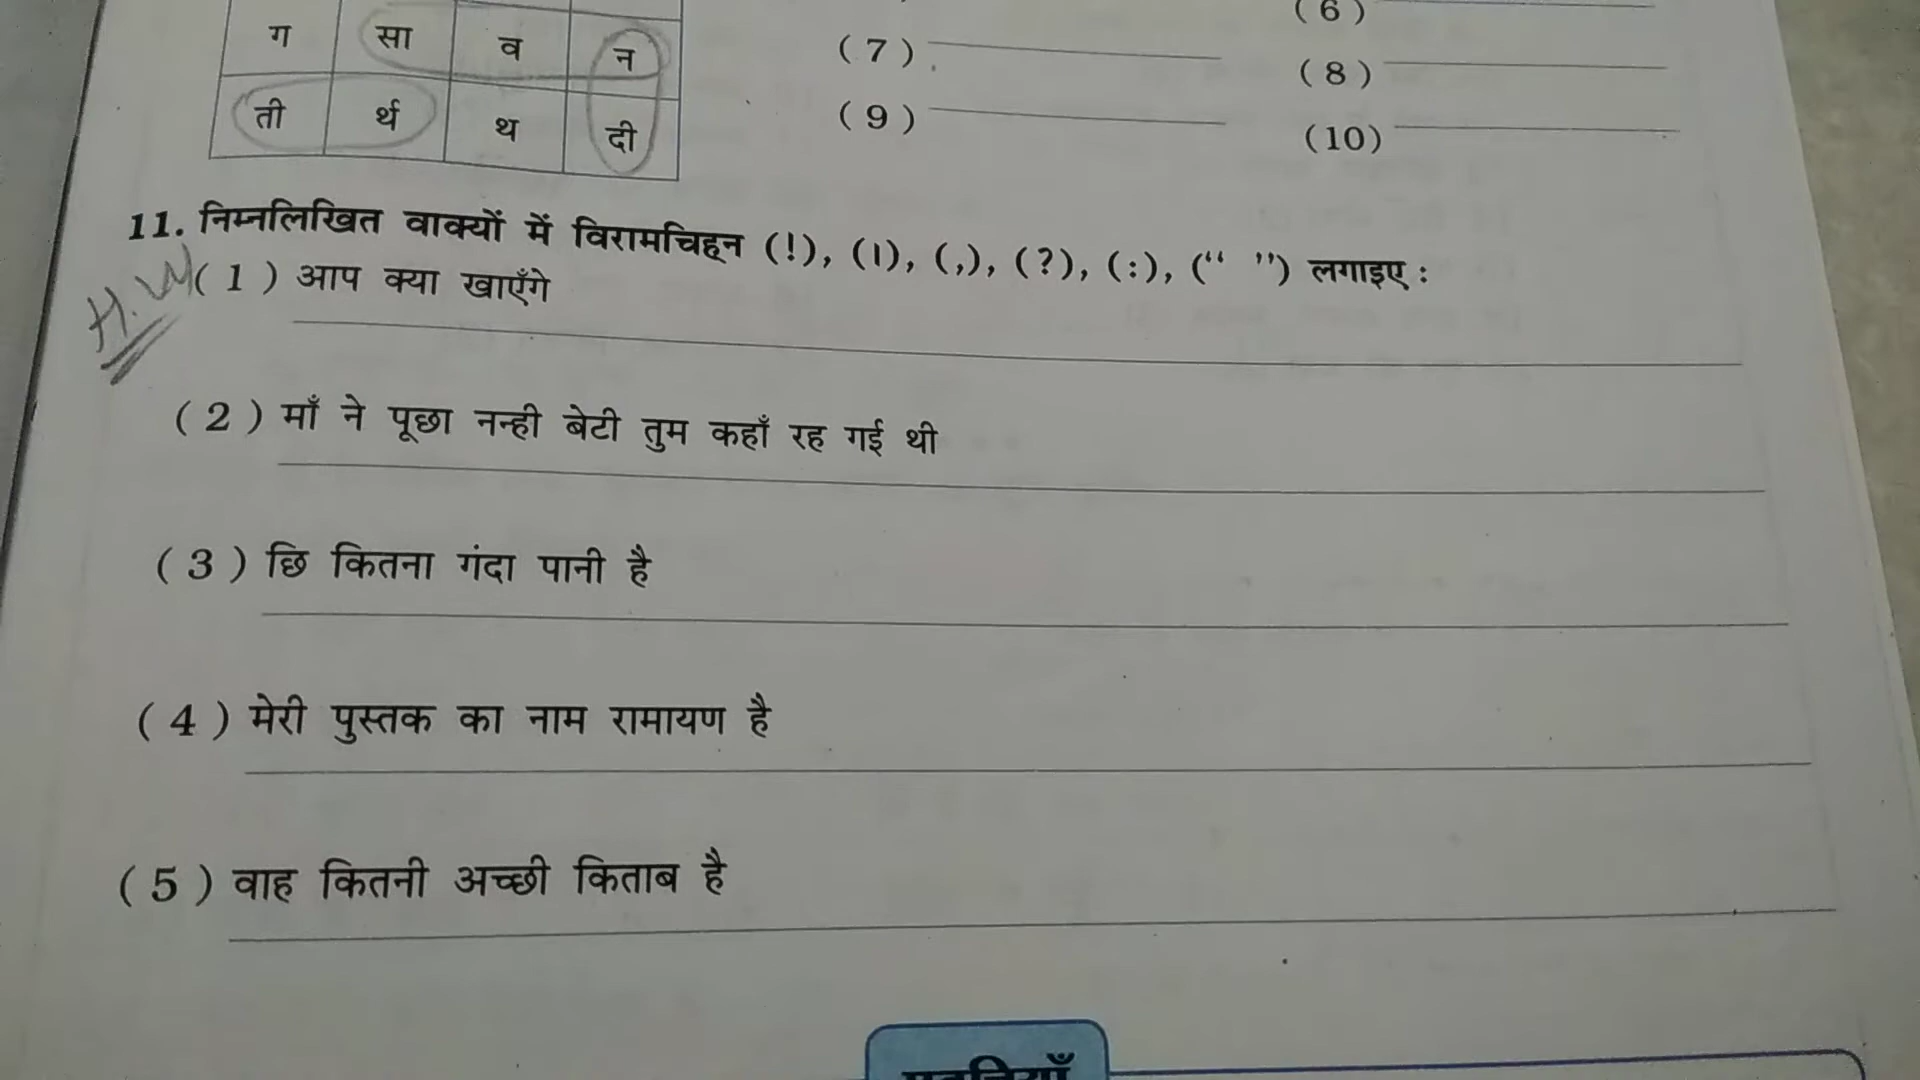 (6)
ग सा व न
(7)
(8)
ती र्थ थ दी
(9)
(10)
11. निम्नलिखित वाक्यों में विरामचिह्न (!), (।), (,), (?), (:), (“ ”) लगाइए :
H.W
(1) आप क्या खाएँगे
(2) माँ ने पूछा नन्ही बेटी तुम कहाँ रह गई थी
(3) छि कितना गंदा पानी है
(4) मेरी पुस्तक का नाम रामायण है
(5) वाह कितनी अच्छी किताब है